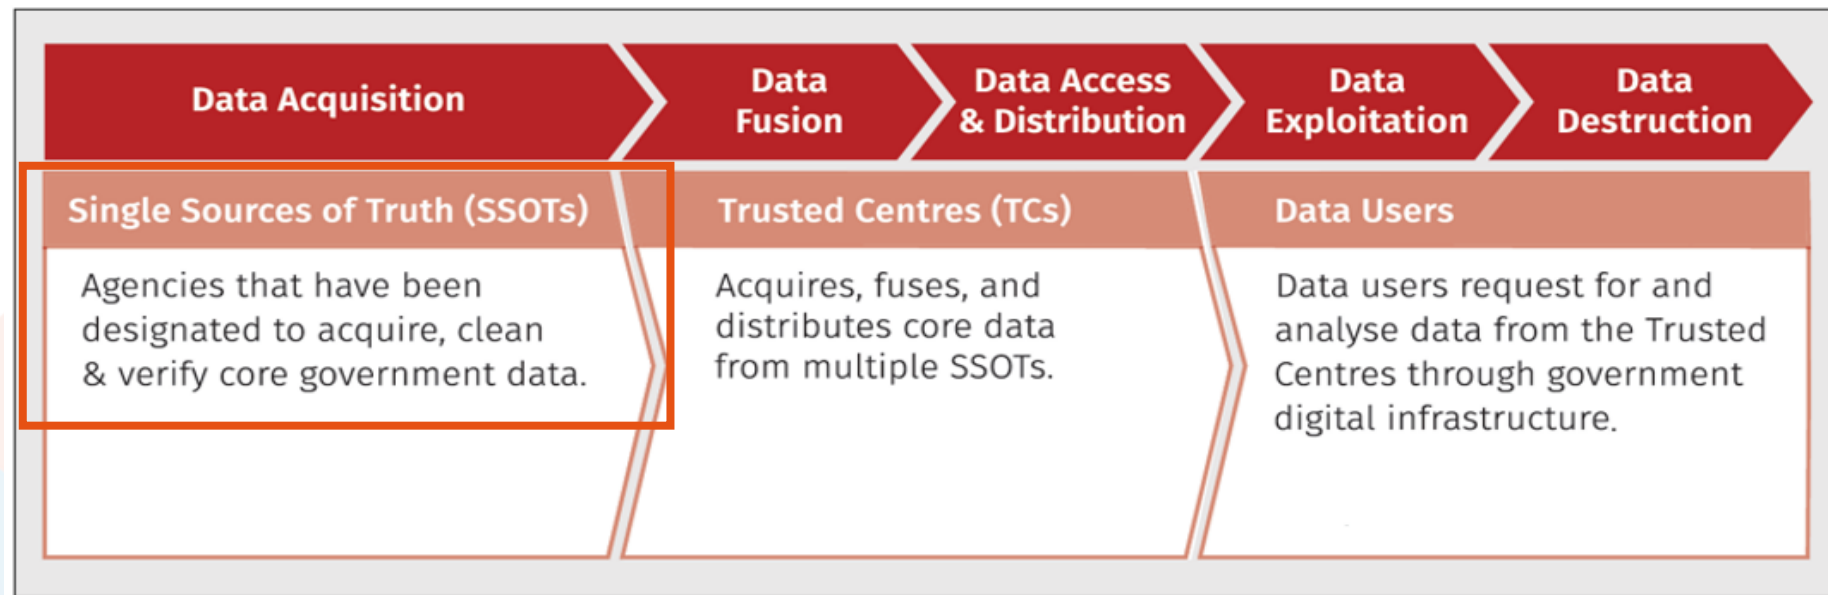 Data Acquisition
Data
Fusion
Data Access
& Distribution
Data
Exploitation
Data
Destruction
Single Sources of Truth (SSOTs)
Agencies that have been
designated to acquire, clean
& verify core government data.
Trusted Centres (TCs)
Acquires, fuses, and
distributes core data
from multiple SSOTs.
Data Users
Data users request for and
analyse data from the Trusted
Centres through government
digital infrastructure.